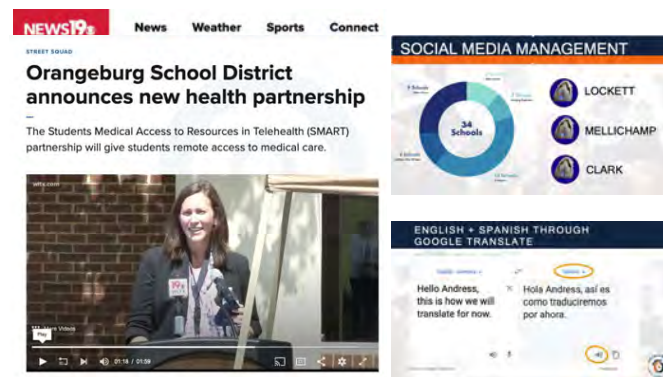 NEWS19
News Weather Sports Connect
STREET SQUAD
Orangeburg School District
announces new health partnership
The Students Medical Access to Resources in Telehealth (SMART)
partnership will give students remote access to medical care.
wltx.com
19
More Videos
Play
01:18 / 01:59
SOCIAL MEDIA MANAGEMENT
34
Schools
LOCKETT
MELLICHAMP
CLARK
ENGLISH + SPANISH THROUGH
GOOGLE TRANSLATE
Hello Andress,
this is how we will
translate for now.
Hola Andress, así es
como traduciremos
por ahora.